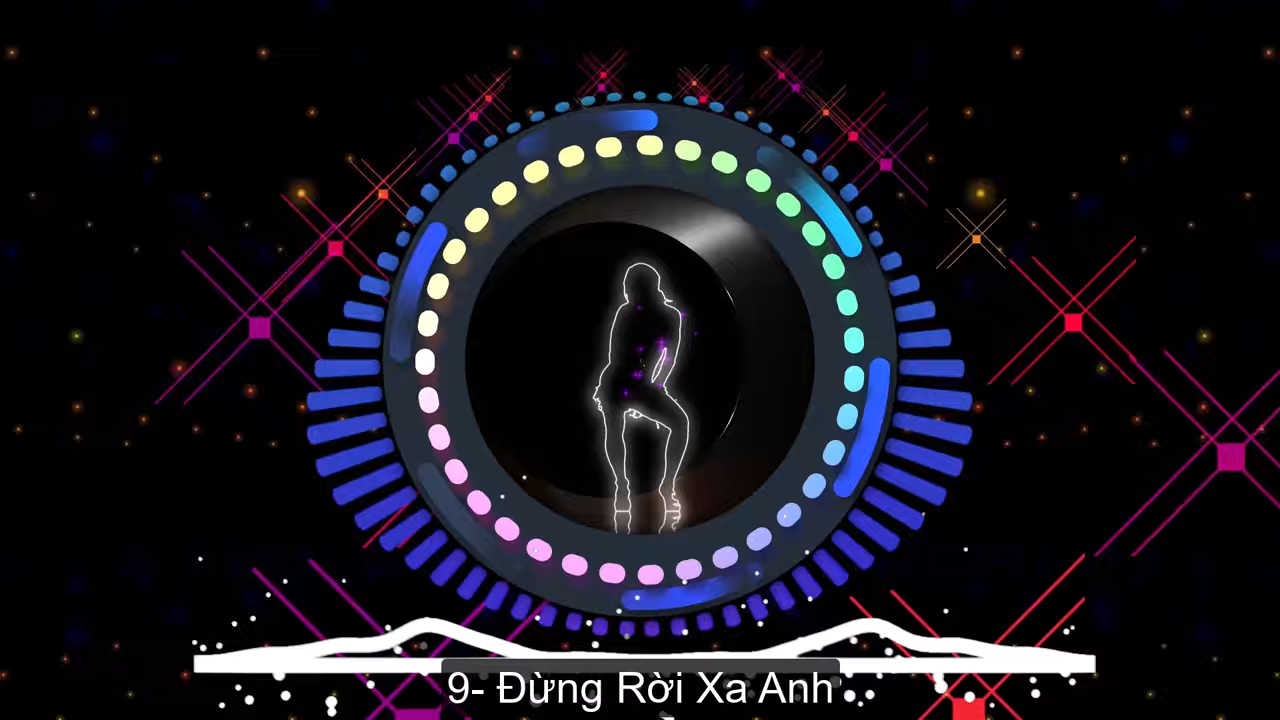 9- Đừng Rời Xa Anh